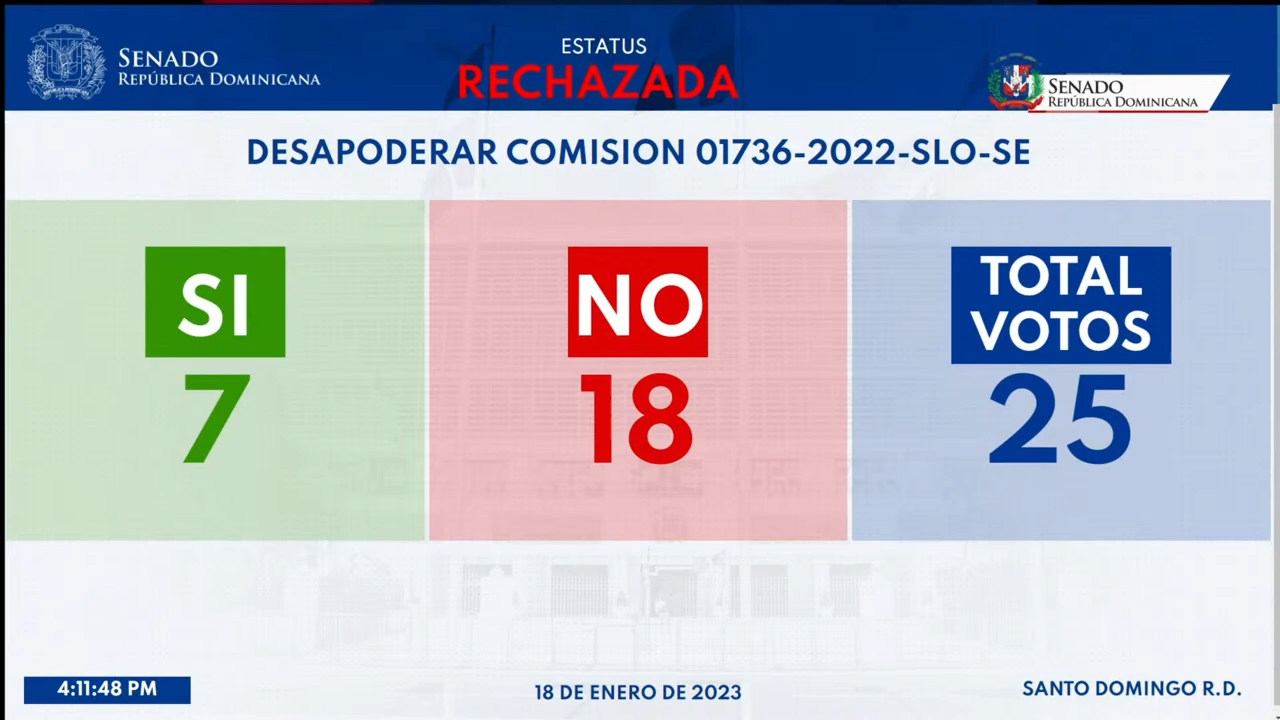 SENADO
REPÚBLICA DOMINICANA
ESTATUS
RECHAZADA
SENADO
REPÚBLICA DOMINICANA
DESAPODERAR COMISION 01736-2022-SLO-SE
SI
7
NO
18
TOTAL
VOTOS
25
4:11:48 PM
18 DE ENERO DE 2023
SANTO DOMINGO R.D.